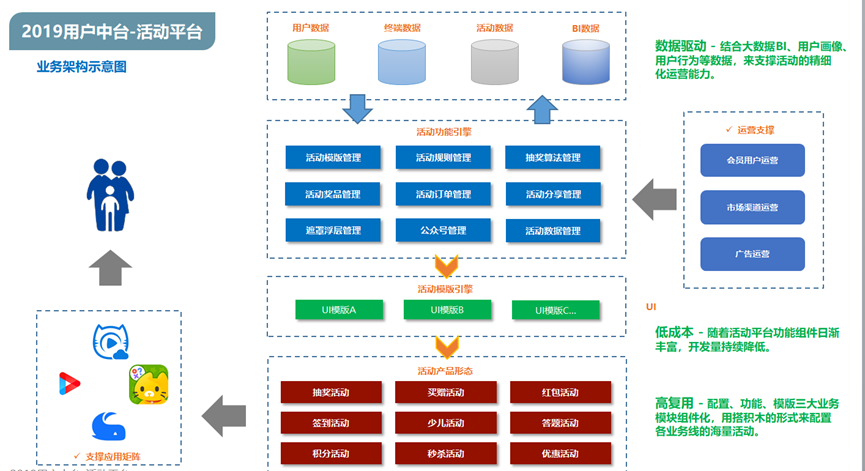 2019用户中台-活动平台
业务架构示意图
用户数据
终端数据
活动数据
BI数据
数据驱动 - 结合大数据BI、用户画像、
用户行为等数据，来支撑活动的精细
化运营能力。
活动功能引擎
活动模版管理
活动规则管理
抽奖算法管理
活动奖品管理
活动订单管理
活动分享管理
遮罩浮层管理
公众号管理
活动数据管理
✓ 运营支撑
会员用户运营
市场渠道运营
广告运营
活动模版引擎
UI模版A
UI模版B
UI模版C...
UI
低成本 - 随着活动平台功能组件日渐
丰富，开发量持续降低。
活动产品形态
抽奖活动
买赠活动
红包活动
签到活动
少儿活动
答题活动
积分活动
秒杀活动
优惠活动
高复用 - 配置、功能、模版三大业务
模块组件化，用搭积木的形式来配置
各业务线的海量活动。
✓ 支撑应用矩阵